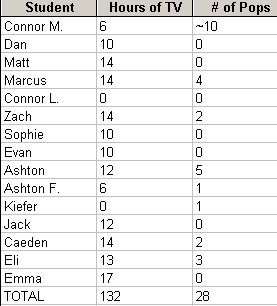 Student Hours of TV # of Pops
Connor M. 6 ~10
Dan 10 0
Matt 14 0
Marcus 14 4
Connor L. 0 0
Zach 14 2
Sophie 10 0
Evan 10 0
Ashton 12 5
Ashton F. 6 1
Kiefer 0 1
Jack 12 0
Caeden 14 2
Eli 13 3
Emma 17 0
TOTAL 132 28